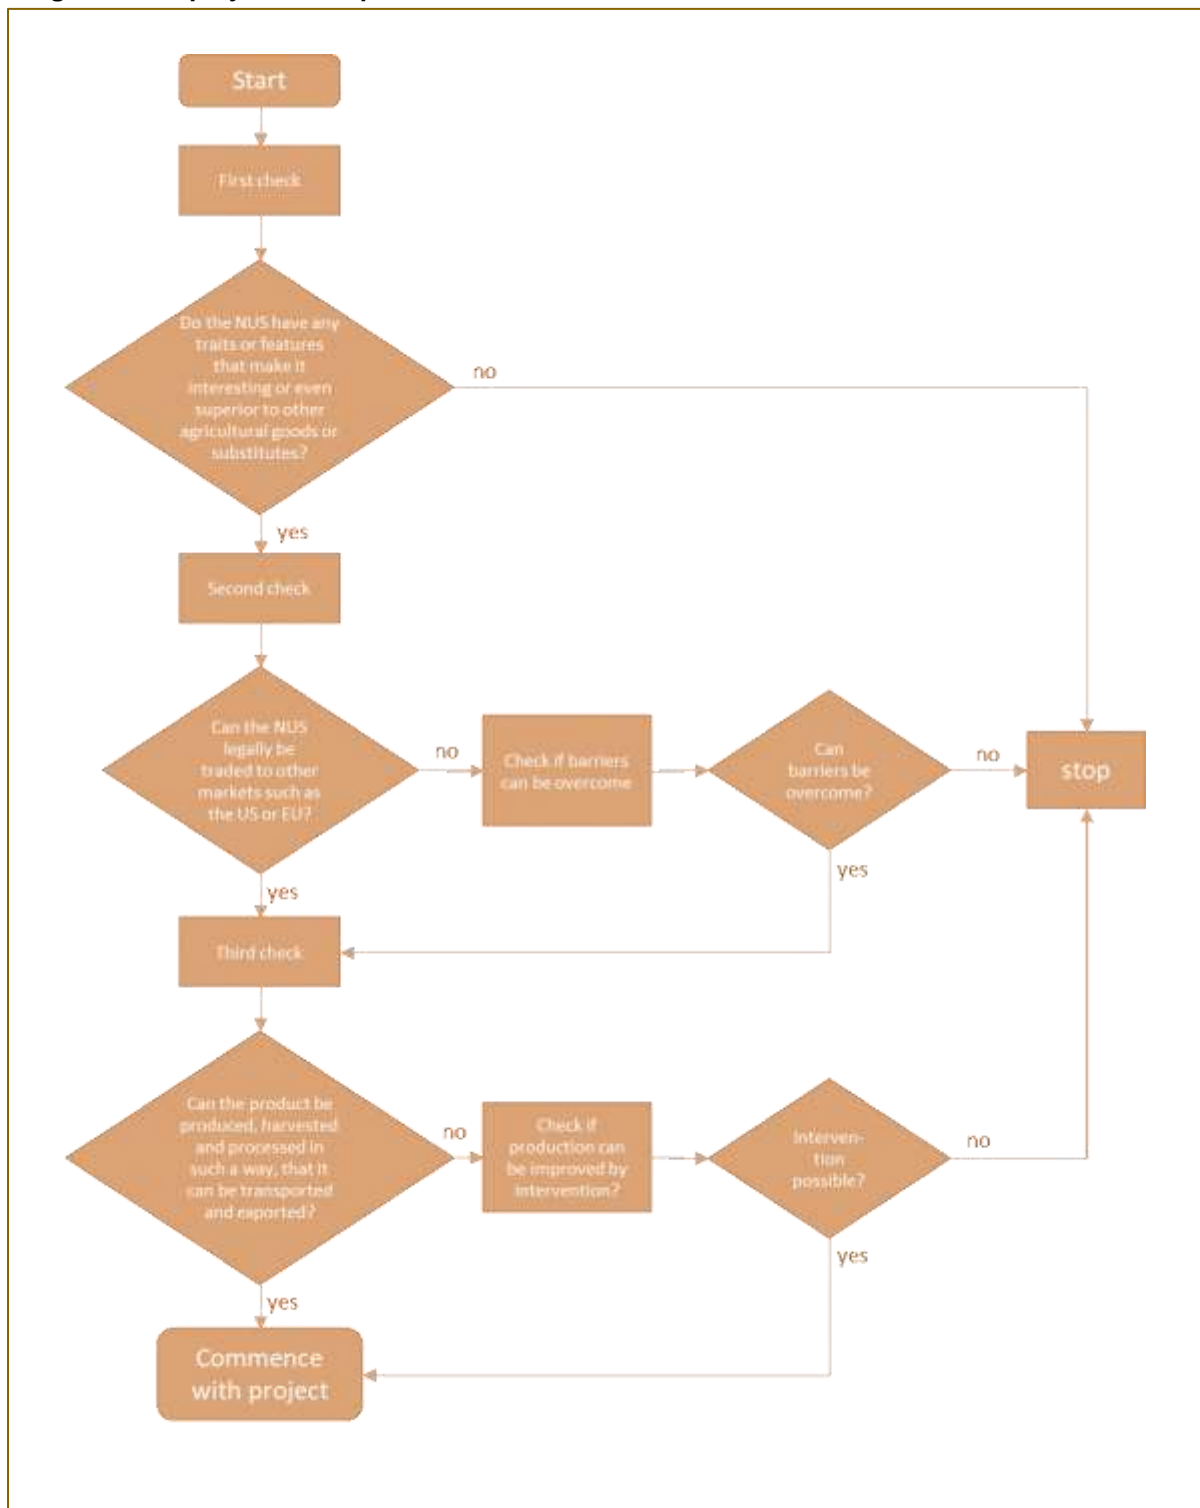 Start
First check
Do the NUS have any
traits or features
that make it
interesting or even
superior to other
agricultural goods or
substitutes?
no
yes
Second check
Can the NUS
legally be
traded to other
markets such as
the US or EU?
no
Check if barriers
can be overcome
Can
barriers be
overcome?
no
stop
yes
yes
Third check
Can the product be
produced, harvested
and processed in
such a way, that it
can be transported
and exported?
no
Check if
production can
be improved by
intervention?
Interven-
tion
possible?
no
yes
yes
Commence
with project